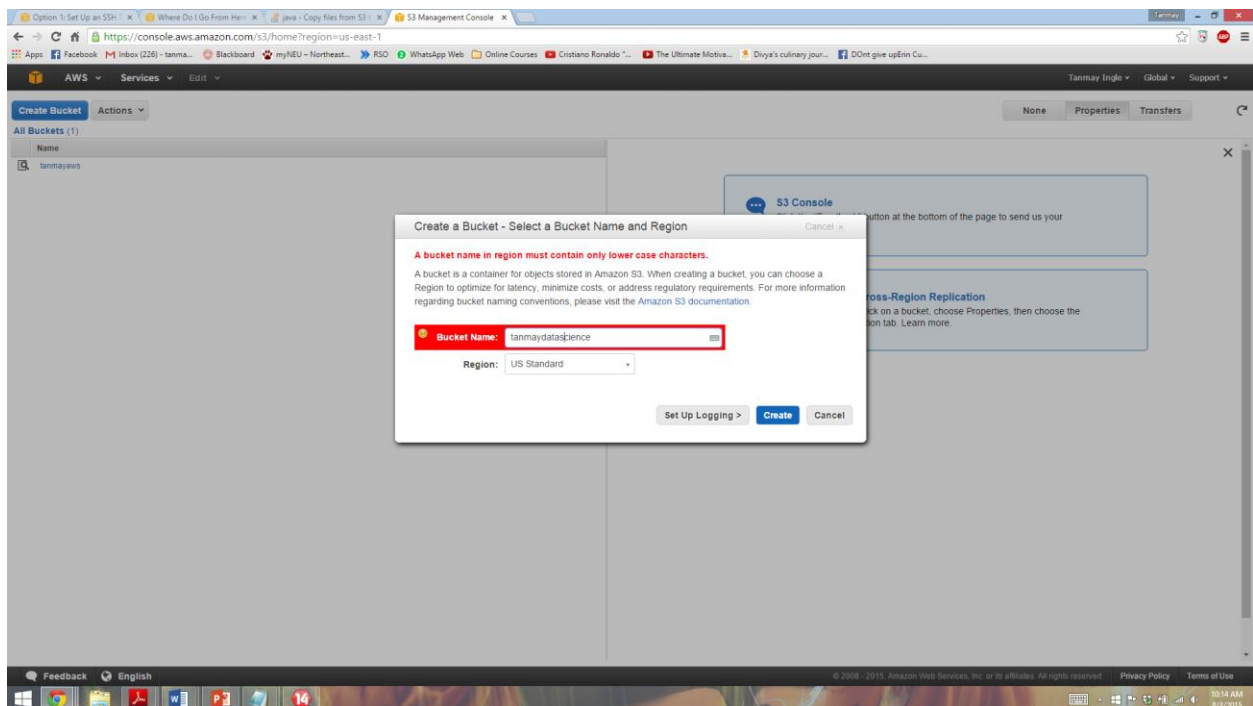 Option 1: Set Up an SSH T
Where Do I Go From Here
java - Copy files from S3 t
S3 Management Console
Tanmay
https://console.aws.amazon.com/s3/home?region=us-east-1
Apps Facebook Inbox (226) - tanma... Blackboard myNEU – Northeast... RSO WhatsApp Web Online Courses Cristiano Ronaldo "... The Ultimate Motiva... Divya's culinary jour... DOnt give upErin Cu...
AWS Services Edit Tanmay Ingle Global Support
Create Bucket Actions None Properties Transfers
All Buckets (1)
Name
tanmayaws
S3 Console
utton at the bottom of the page to send us your
Create a Bucket - Select a Bucket Name and Region Cancel
A bucket name in region must contain only lower case characters.
A bucket is a container for objects stored in Amazon S3. When creating a bucket, you can choose a
Region to optimize for latency, minimize costs, or address regulatory requirements. For more information
regarding bucket naming conventions, please visit the Amazon S3 documentation.
ross-Region Replication
ick on a bucket, choose Properties, then choose the
tion tab. Learn more.
Bucket Name: tanmaydatascience
Region: US Standard
Set Up Logging > Create Cancel
Feedback English © 2008 - 2015, Amazon Web Services, Inc. or its affiliates. All rights reserved. Privacy Policy Terms of Use
14
10:14 AM
8/3/2015